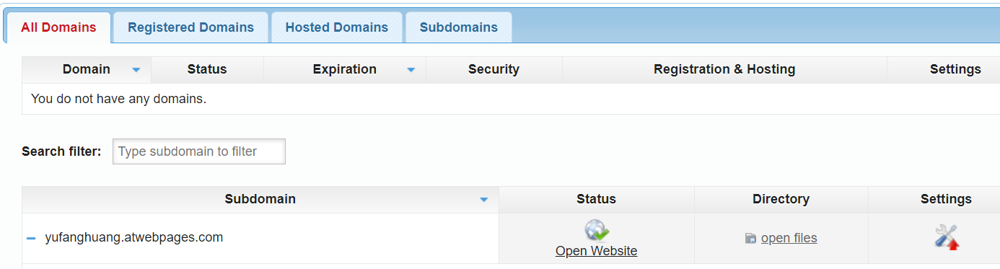 All Domains Registered Domains Hosted Domains Subdomains
Domain Status Expiration Security Registration & Hosting Settings
You do not have any domains.
Search filter: Type subdomain to filter
Subdomain Status Directory Settings
yufanghuang.atwebpages.com open files
Open Website